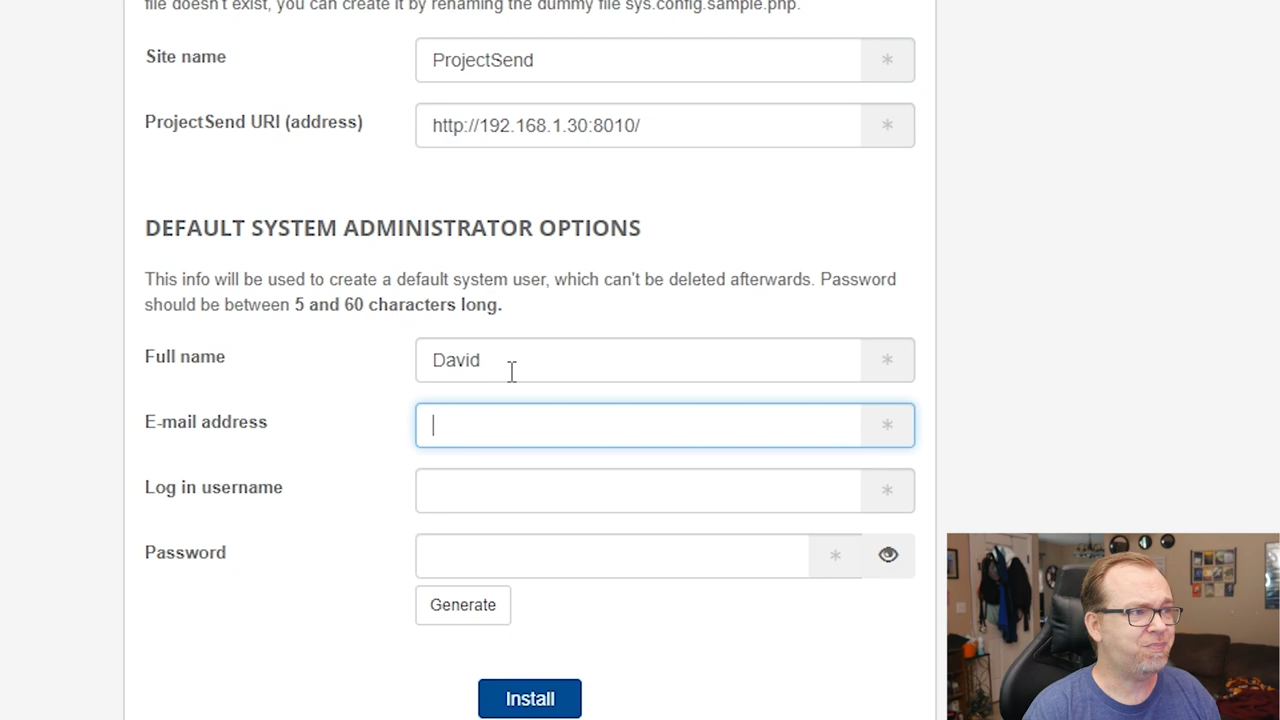 file doesn't exist, you can create it by renaming the dummy file sys.config.sample.php.
Site name
ProjectSend
*
ProjectSend URI (address)
http://192.168.1.30:8010/
*
DEFAULT SYSTEM ADMINISTRATOR OPTIONS
This info will be used to create a default system user, which can't be deleted afterwards. Password
should be between 5 and 60 characters long.
Full name
David
*
E-mail address
*
Log in username
*
Password
*
Generate
Install